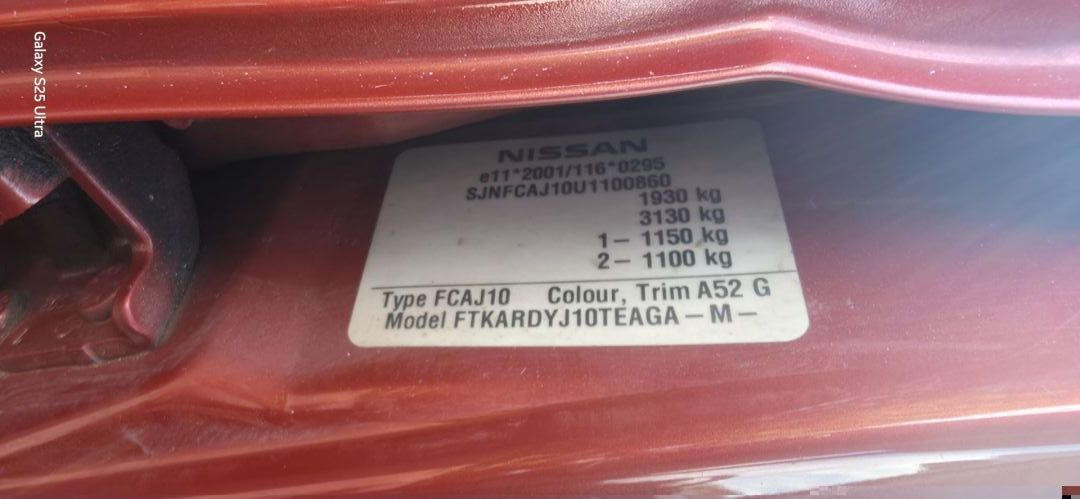 NISSAN
e11*2001/116*0295
SJNFCAJ10U1100860
1930 kg
3130 kg
1- 1150 kg
2- 1100 kg
Type FCAJ10 Colour, Trim A52 G
Model FTKARDYJ10TEAGA - M -
Galaxy S25 Ultra